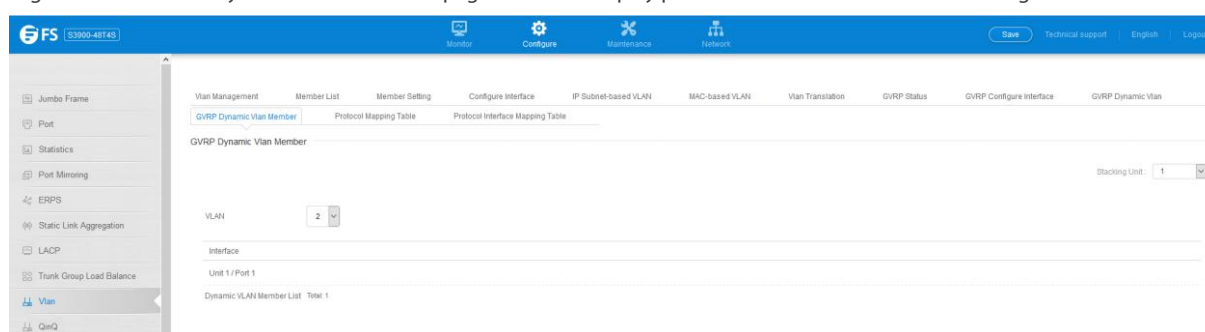 FS S3900-48T4S
Monitor Configure Maintenance Network
Save Technical support English Logou
Jumbo Frame
Port
Statistics
Port Mirroring
ERPS
Static Link Aggregation
LACP
Trunk Group Load Balance
Vlan
QinQ
Vlan Management Member List Member Setting Configure Interface IP Subnet-based VLAN MAC-based VLAN Vlan Translation GVRP Status GVRP Configure Interface GVRP Dynamic Vlan
GVRP Dynamic Vlan Member Protocol Mapping Table Protocol Interface Mapping Table
GVRP Dynamic Vlan Member
Stacking Unit : 1
VLAN 2
Interface
Unit 1 / Port 1
Dynamic VLAN Member List Total: 1